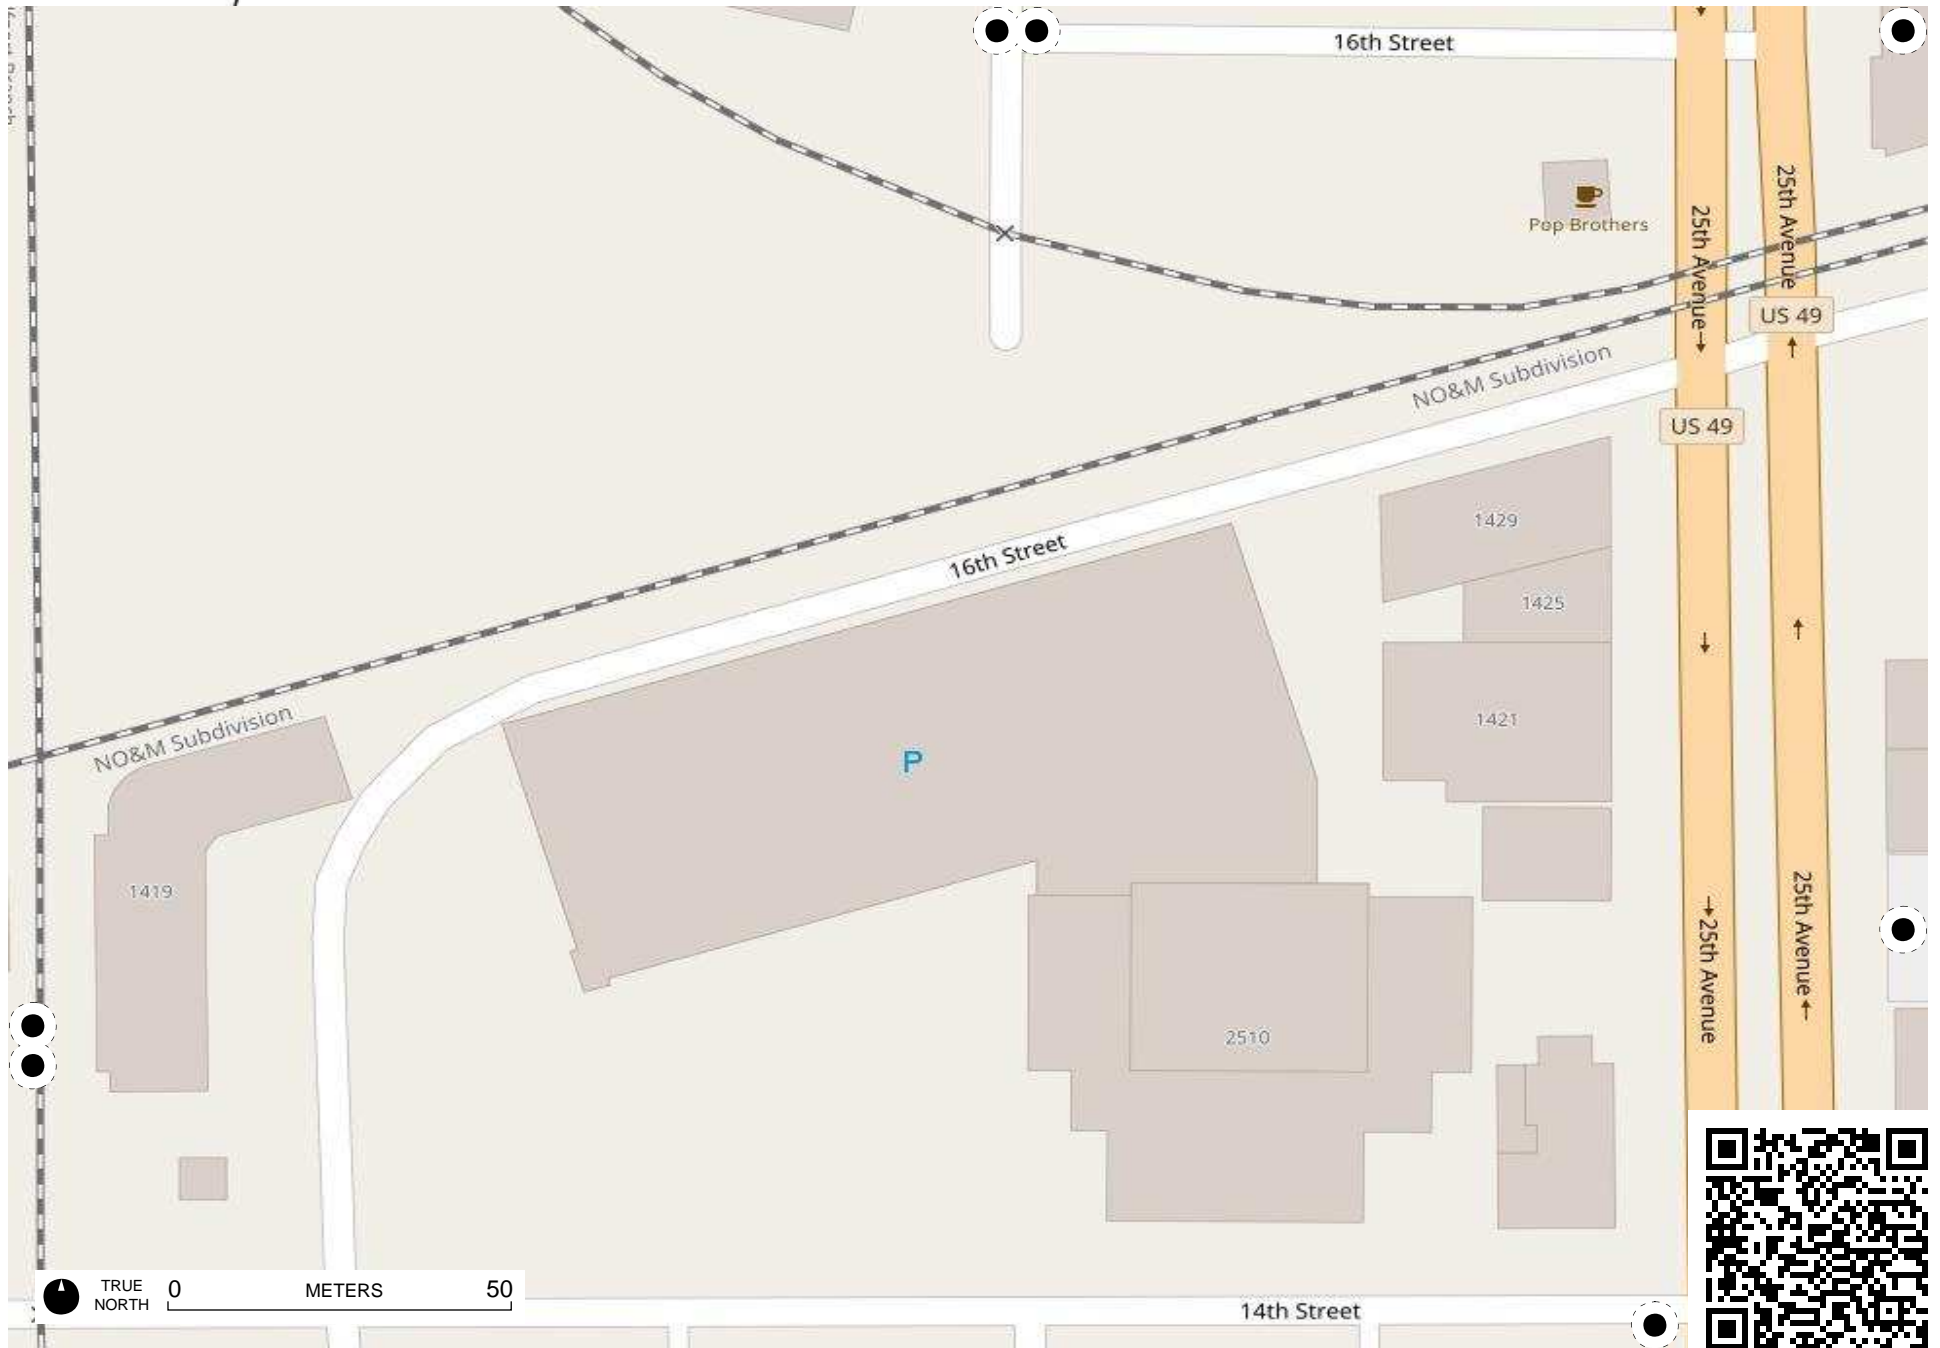 16th Street
25th Avenue
25th Avenue
Pop Brothers
US 49
US 49
NO&M Subdivision
1429
16th Street
1425
1421
P
NO&M Subdivision
1419
25th Avenue
25th Avenue
2510
TRUE
NORTH
0 METERS 50
14th Street